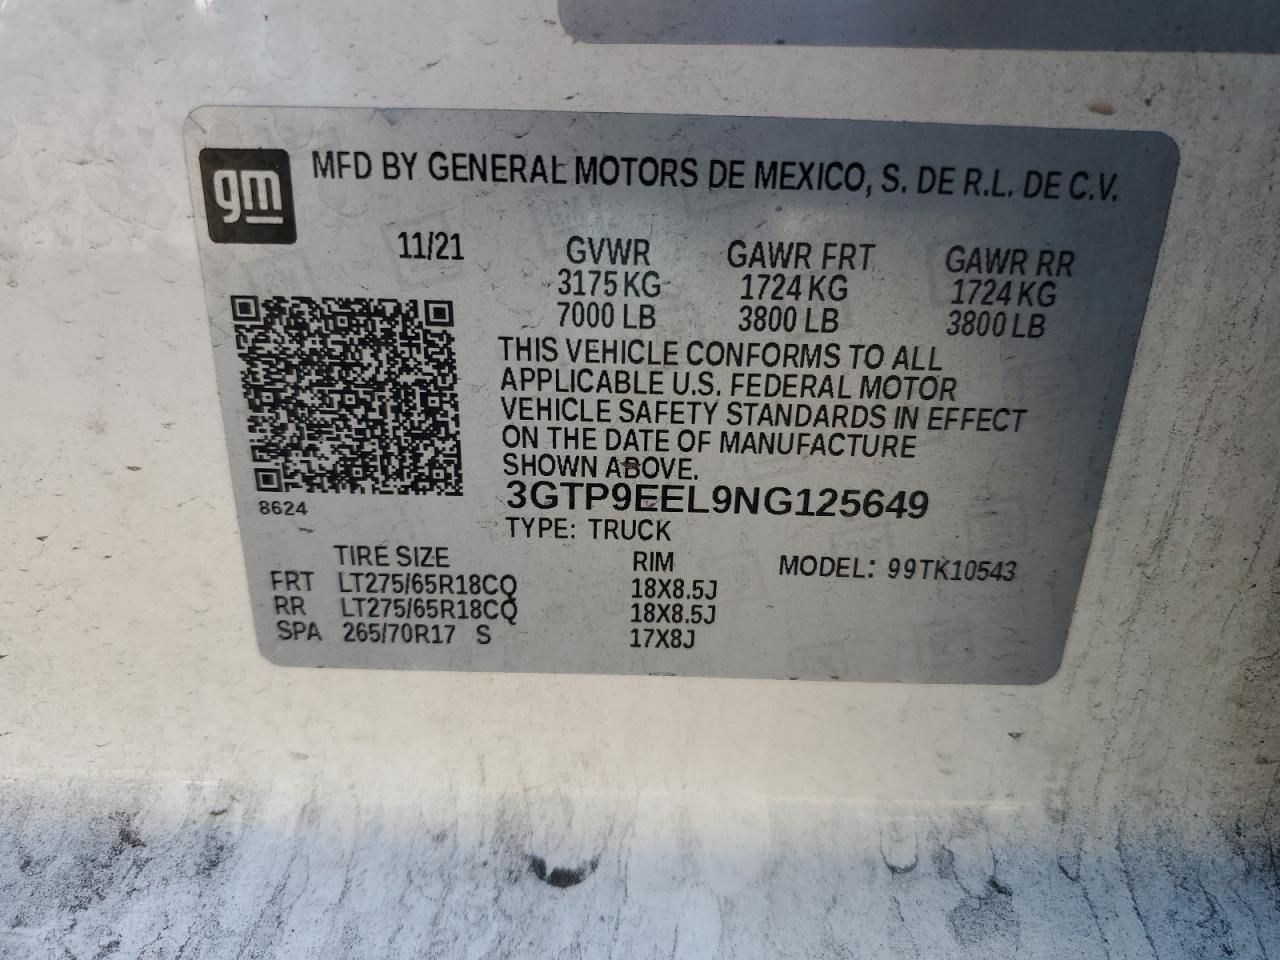 gm
MFD BY GENERAL MOTORS DE MEXICO, S. DE R.L. DE C.V.
11/21 GVWR GAWR FRT GAWR RR
3175 KG 1724 KG 1724 KG
7000 LB 3800 LB 3800 LB
THIS VEHICLE CONFORMS TO ALL
APPLICABLE U.S. FEDERAL MOTOR
VEHICLE SAFETY STANDARDS IN EFFECT
ON THE DATE OF MANUFACTURE
SHOWN ABOVE.
8624
3GTP9EEL9NG125649
TYPE: TRUCK
TIRE SIZE RIM MODEL: 99TK10543
FRT LT275/65R18CQ 18X8.5J
RR LT275/65R18CQ 18X8.5J
SPA 265/70R17 S 17X8J